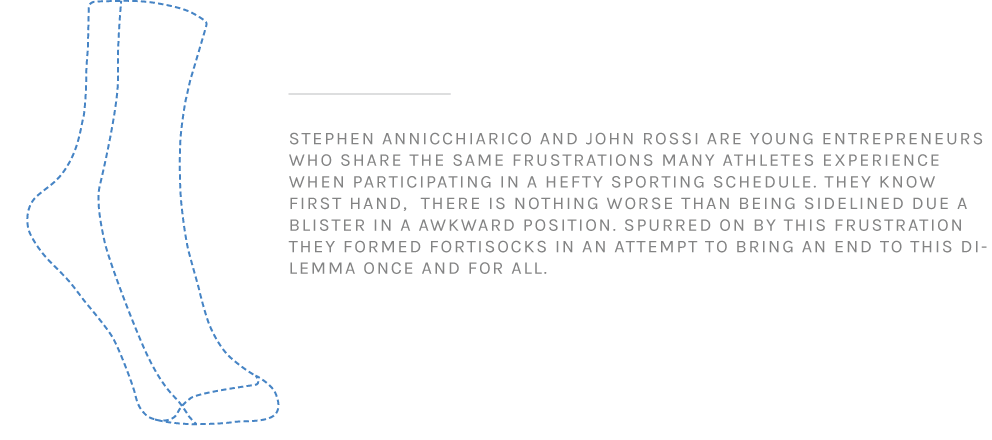 STEPHEN ANNICCHIARICO AND JOHN ROSSI ARE YOUNG ENTREPRENEURS
WHO SHARE THE SAME FRUSTRATIONS MANY ATHLETES EXPERIENCE
WHEN PARTICIPATING IN A HEFTY SPORTING SCHEDULE. THEY KNOW
FIRST HAND,  THERE IS NOTHING WORSE THAN BEING SIDELINED DUE A
BLISTER IN A AWKWARD POSITION. SPURRED ON BY THIS FRUSTRATION
THEY FORMED FORTISOCKS IN AN ATTEMPT TO BRING AN END TO THIS DI-
LEMMA ONCE AND FOR ALL.